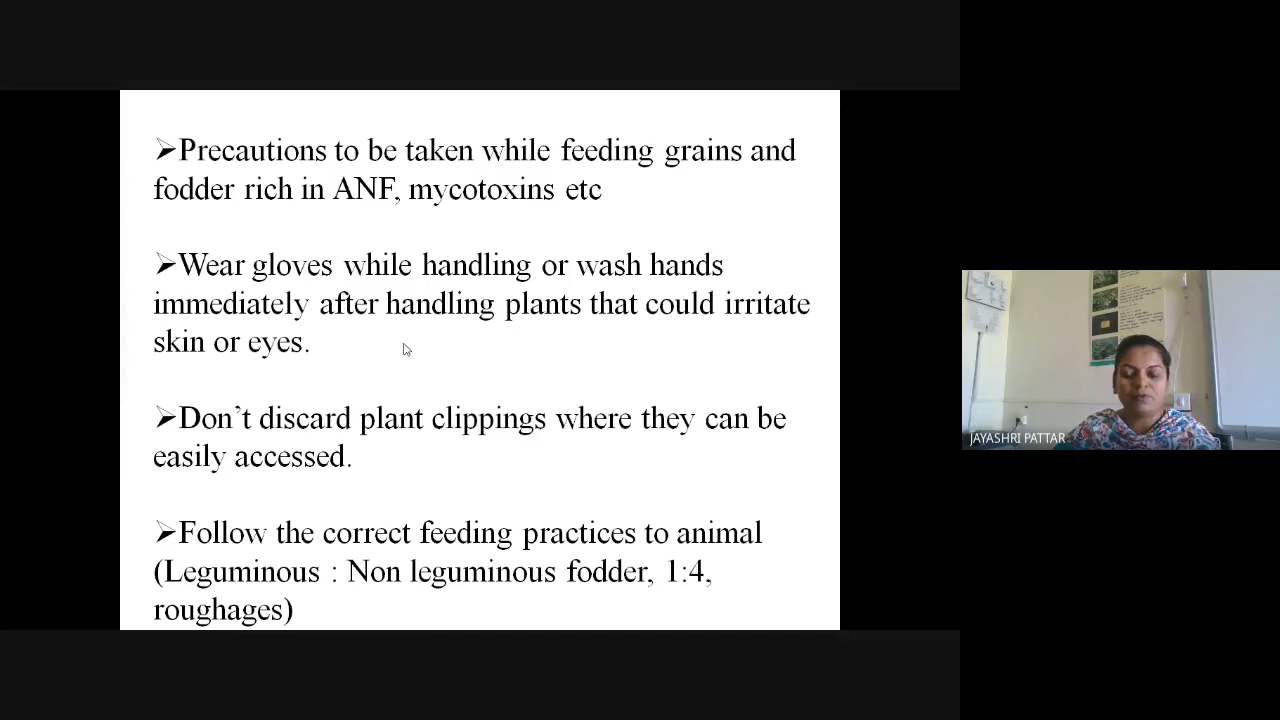 ➢Precautions to be taken while feeding grains and
fodder rich in ANF, mycotoxins etc
➢Wear gloves while handling or wash hands
immediately after handling plants that could irritate
skin or eyes.
➢Don’t discard plant clippings where they can be
easily accessed.
➢Follow the correct feeding practices to animal
(Leguminous : Non leguminous fodder, 1:4,
roughages)
JAYASHRI PATTAR